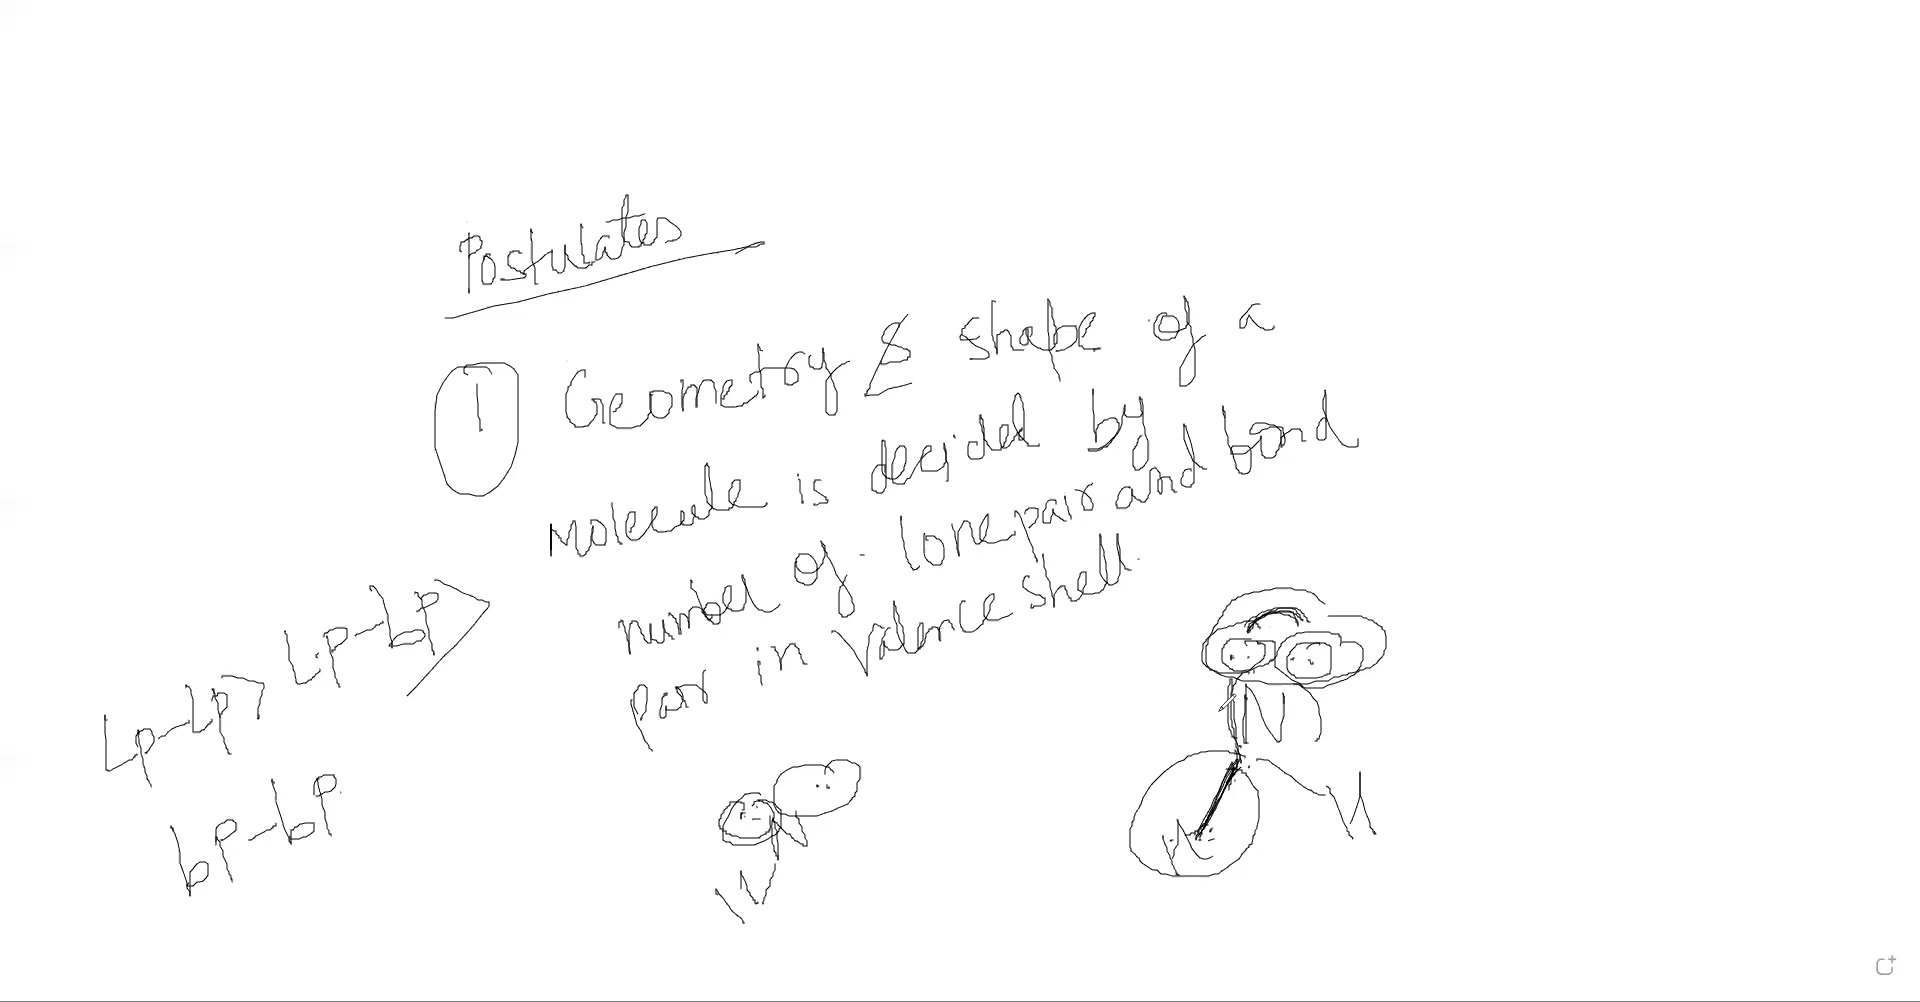 Postulates
1 Geometry & shape of a
molecule is decided by
number of lone pair and bond
pair in valence shell.
Lp-Lp > Lp-bp >
bp-bp
N